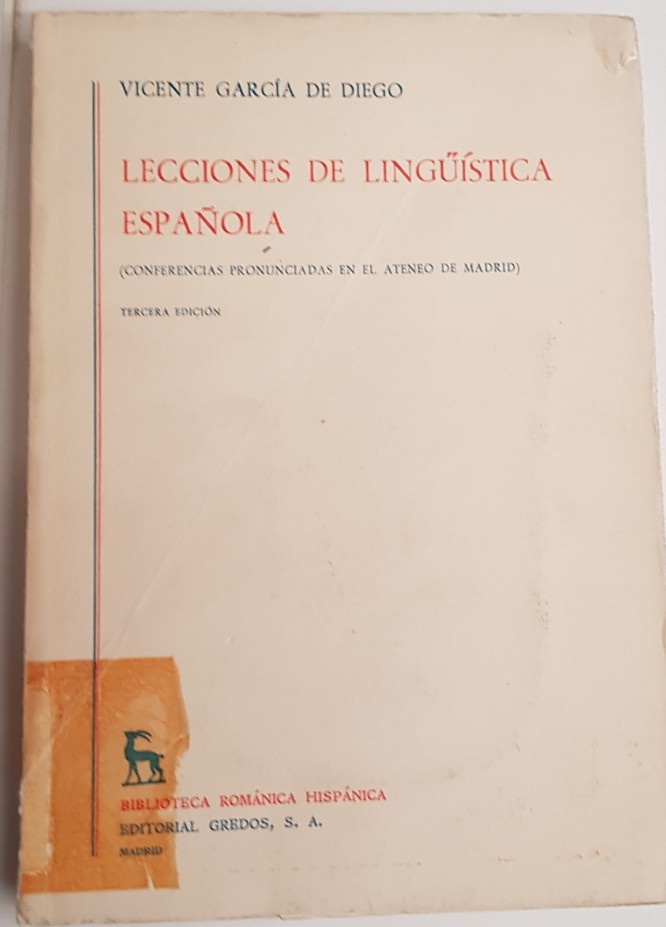 VICENTE GARCÍA DE DIEGO
LECCIONES DE LINGÜÍSTICA
ESPAÑOLA
(CONFERENCIAS PRONUNCIADAS EN EL ATENEO DE MADRID)
TERCERA EDICIÓN
BIBLIOTECA ROMÁNICA HISPÁNICA
EDITORIAL GREDOS, S. A.
MADRID